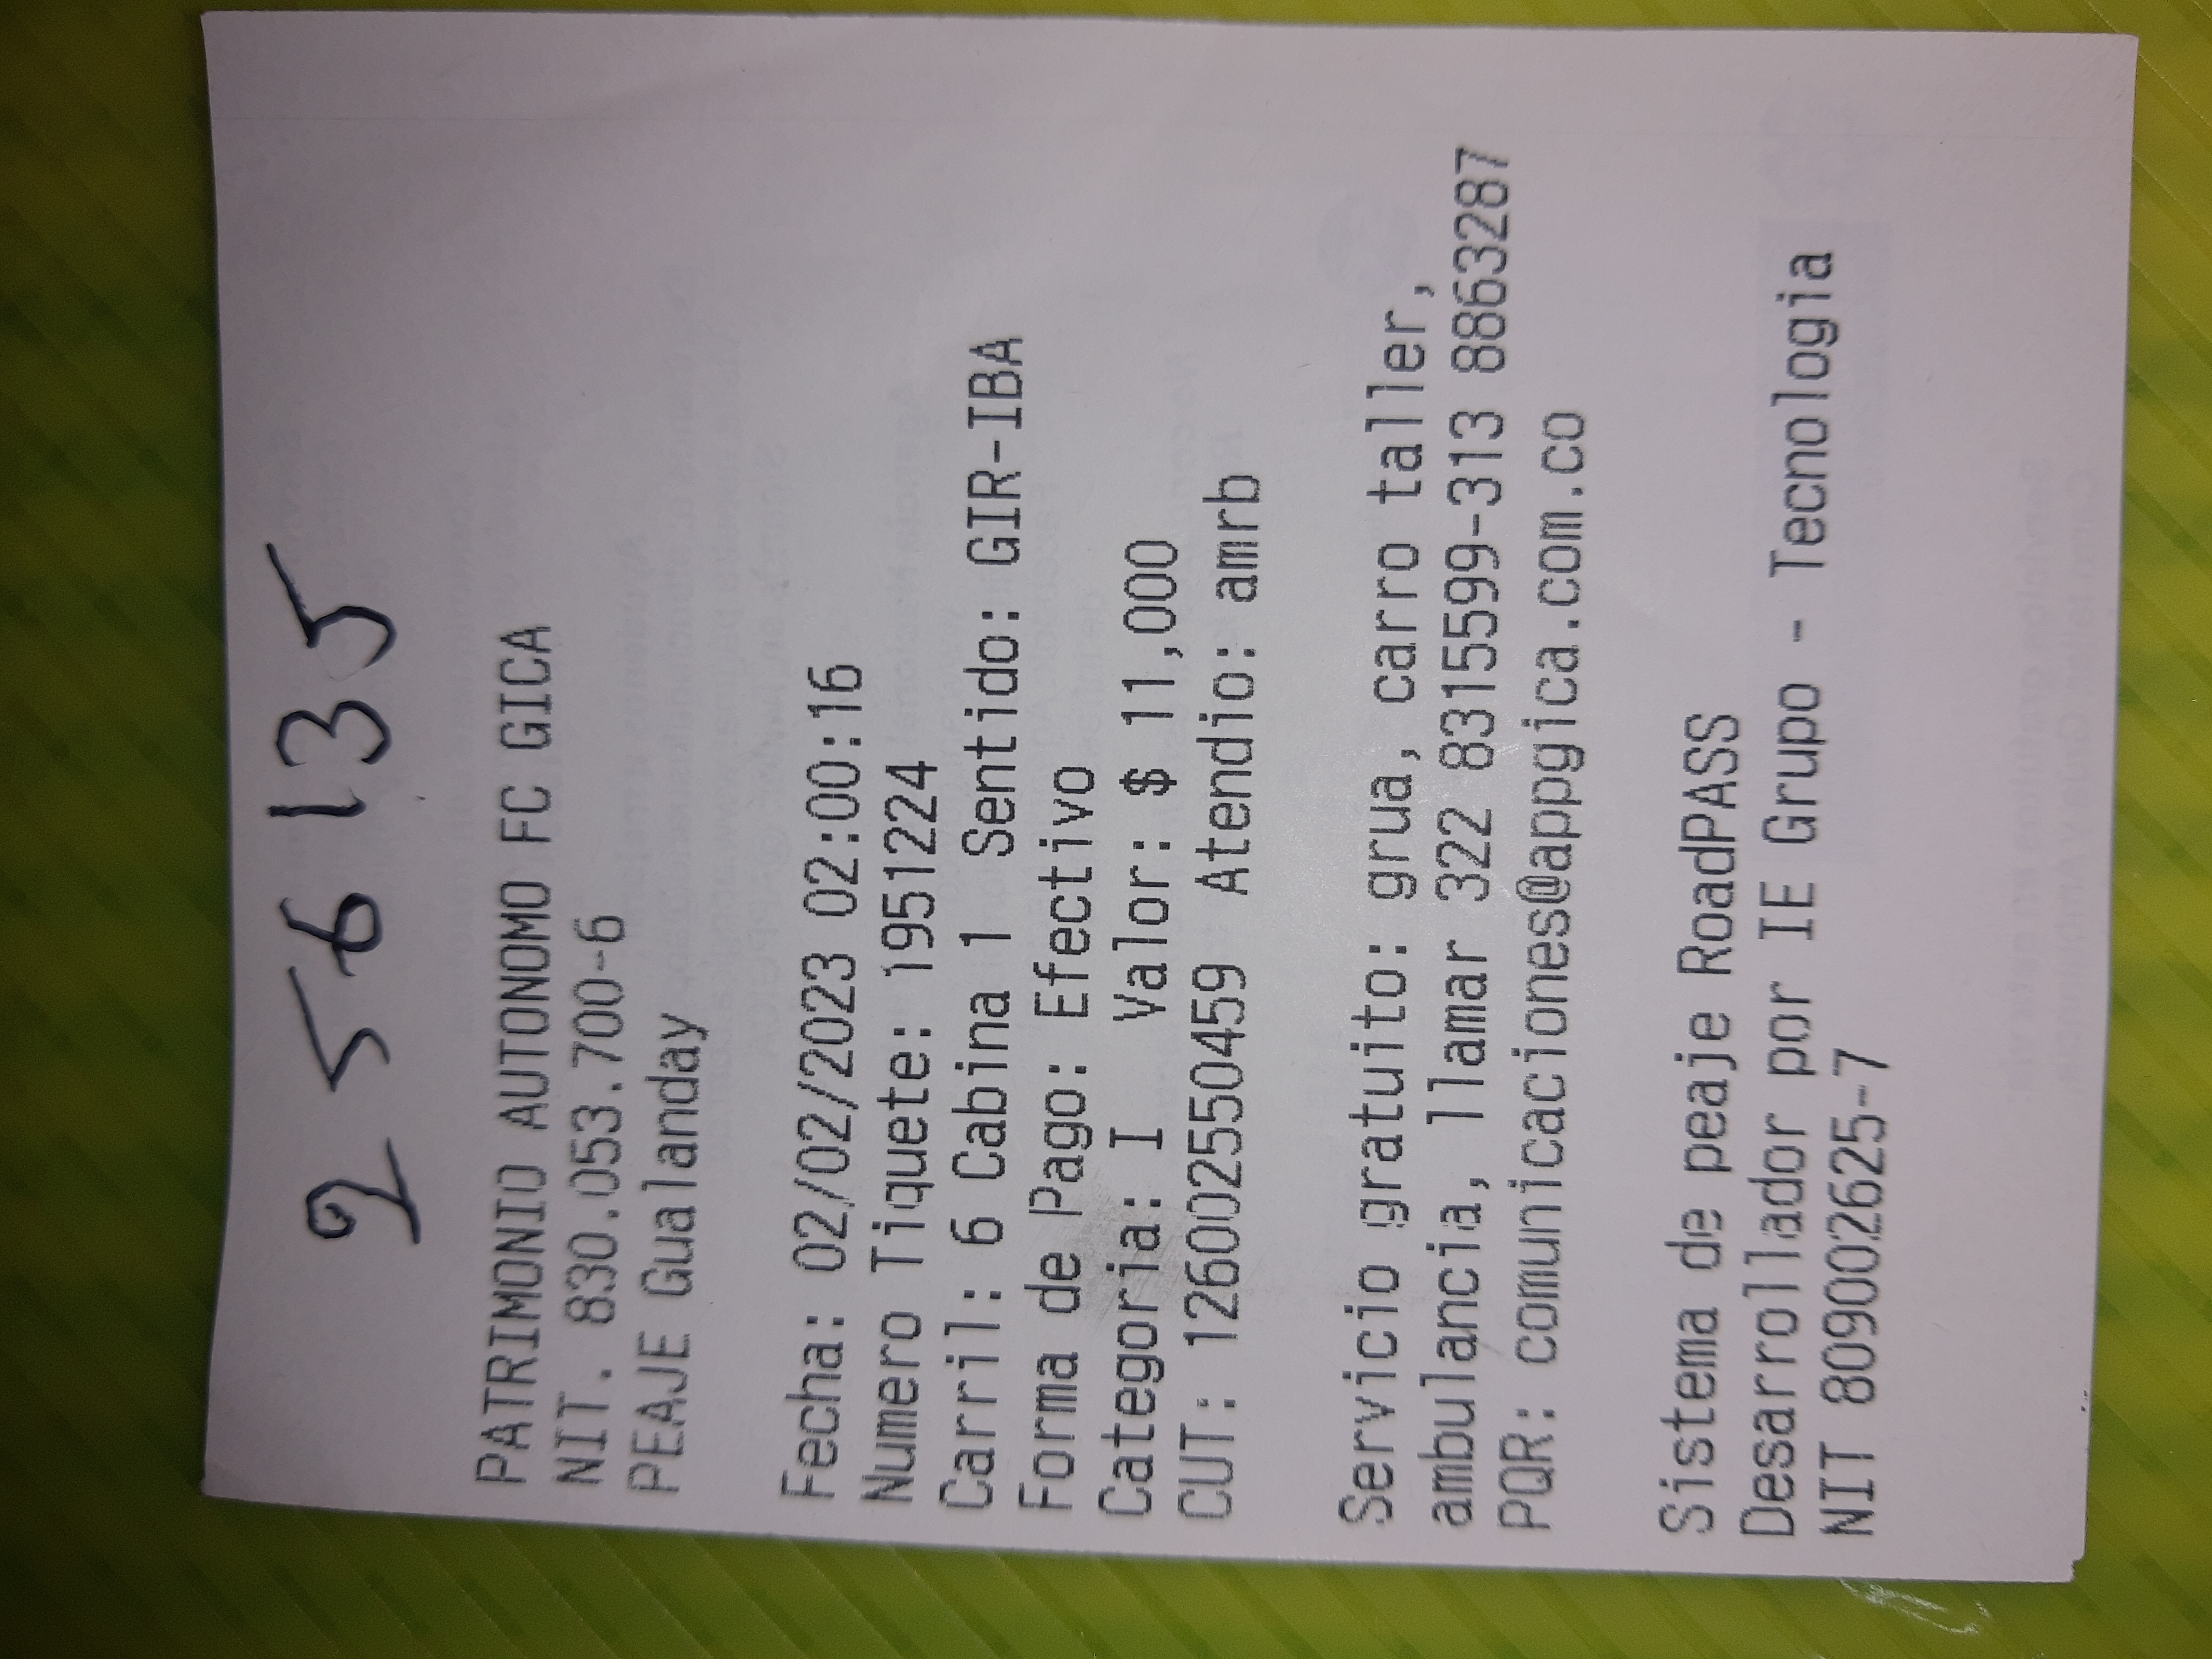 256135
PATRIMONIO AUTONOMO FC GICA
NIT. 830.053.700-6
PEAJE Gualanday
Fecha: 02/02/2023 02:00:16
Numero Tiquete: 1951224
Carril: 6 Cabina 1 Sentido: GIR-IBA
Forma de Pago: Efectivo
Categoria: I Valor: $ 11,000
CUT: 12600255 0459 Atendio: amrb
Servicio gratuito: grua, carro taller,
ambulancia, llamar 322 8315599-313 8863287
PQR: comunicaciones@appgica.com.co
Sistema de peaje RoadPASS
Desarrollador por IE Grupo - Tecnologia
NIT 809002625-7